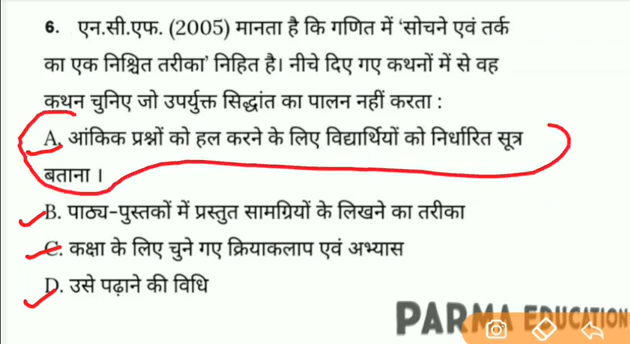 6. एन.सी.एफ. (2005) मानता है कि गणित में ‘सोचने एवं तर्क
का एक निश्चित तरीका’ निहित है। नीचे दिए गए कथनों में से वह
कथन चुनिए जो उपर्युक्त सिद्धांत का पालन नहीं करता :
A. आंकिक प्रश्नों को हल करने के लिए विद्यार्थियों को निर्धारित सूत्र
बताना ।
B. पाठ्य-पुस्तकों में प्रस्तुत सामग्रियों के लिखने का तरीका
C. कक्षा के लिए चुने गए क्रियाकलाप एवं अभ्यास
D. उसे पढ़ाने की विधि
PARMA EDUCATION